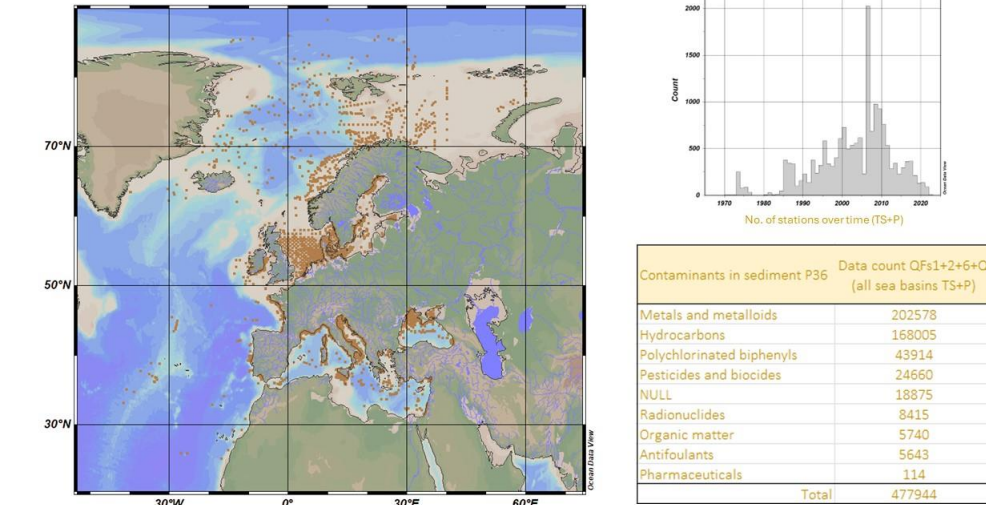 70°N
50°N
30°N
30°W
0°
30°E
60°E
Ocean Data View
2000
1500
1000
500
0
Count
1970
1980
1990
2000
2010
2020
Ocean Data View
No. of stations over time (TS+P)
Contaminants in sediment P36
Data count QFs1+2+6+Q
(all sea basins TS+P)
Metals and metalloids 202578
Hydrocarbons 168005
Polychlorinated biphenyls 43914
Pesticides and biocides 24660
NULL 18875
Radionuclides 8415
Organic matter 5740
Antifoulants 5643
Pharmaceuticals 114
Total 477944